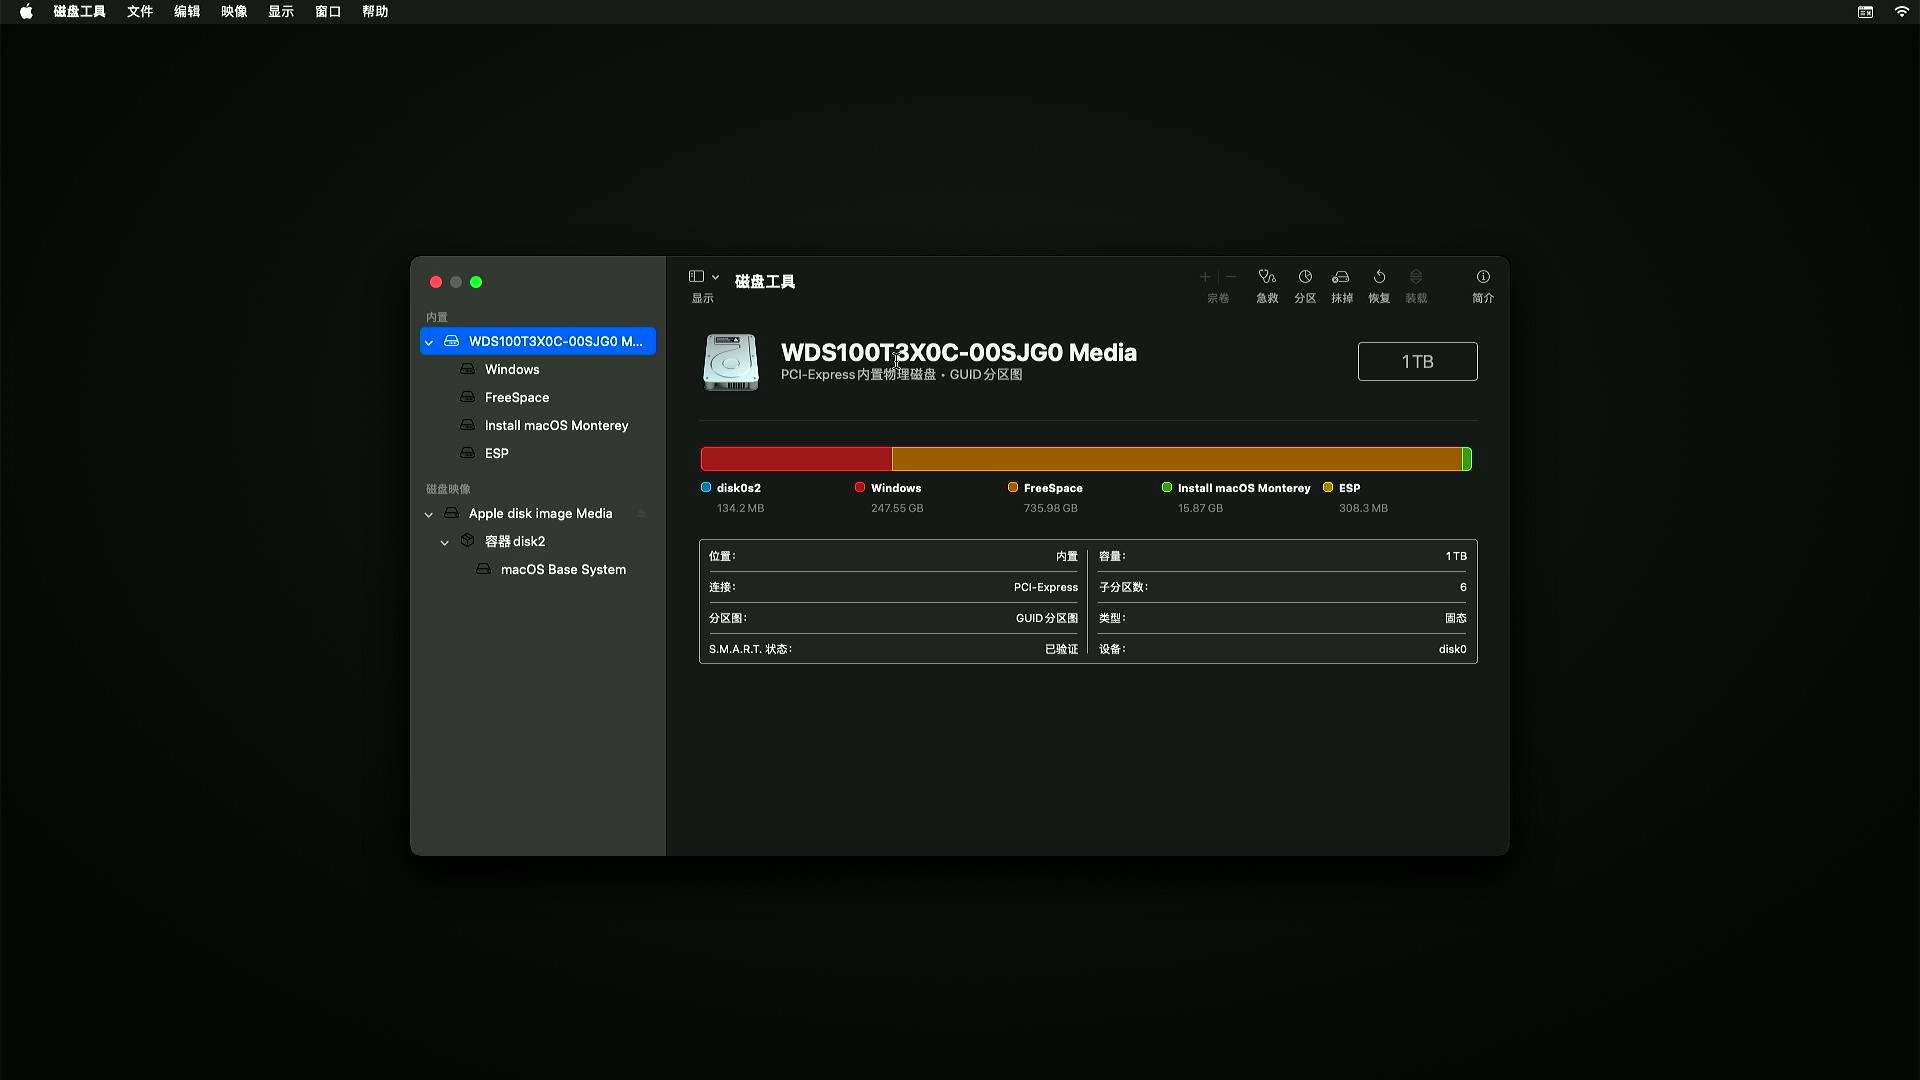 磁盘工具 文件 编辑 映像 显示 窗口 帮助
显示
磁盘工具
宗卷 急救 分区 抹掉 恢复 装载 简介
内置
WDS100T3X0C-00SJG0 M...
Windows
FreeSpace
Install macOS Monterey
ESP
磁盘映像
Apple disk image Media
容器disk2
macOS Base System
WDS100T3X0C-00SJG0 Media
PCI-Express内置物理磁盘 • GUID分区图
1TB
disk0s2 Windows FreeSpace Install macOS Monterey ESP
134.2 MB 247.55 GB 735.98 GB 15.87 GB 308.3 MB
位置： 内置 容量： 1TB
连接： PCI-Express 子分区数： 6
分区图： GUID分区图 类型： 固态
S.M.A.R.T. 状态： 已验证 设备： disk0